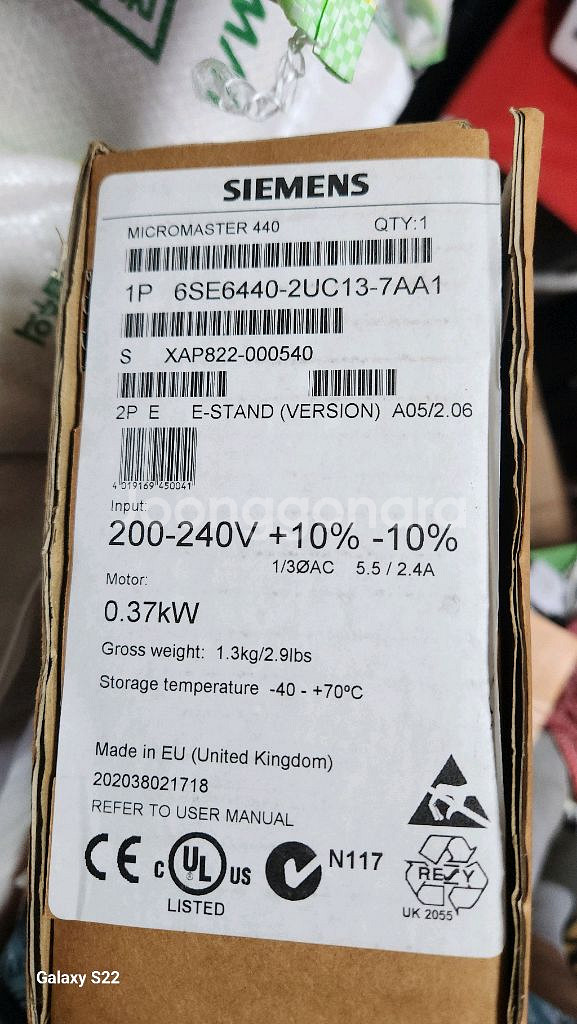 SIEMENS
MICROMASTER 440 QTY:1
1P 6SE6440-2UC13-7AA1
S XAP822-000540
2P E E-STAND (VERSION) A05/2.06
4 019169 450041
Input:
joonggonara
200-240V +10% -10%
1/3ØAC 5.5 / 2.4A
Motor:
0.37kW
Gross weight: 1.3kg/2.9lbs
Storage temperature -40 - +70ºC
Made in EU (United Kingdom)
202038021718
REFER TO USER MANUAL
CE C UL US N117 RESY
LISTED
UK 2055
Galaxy S22